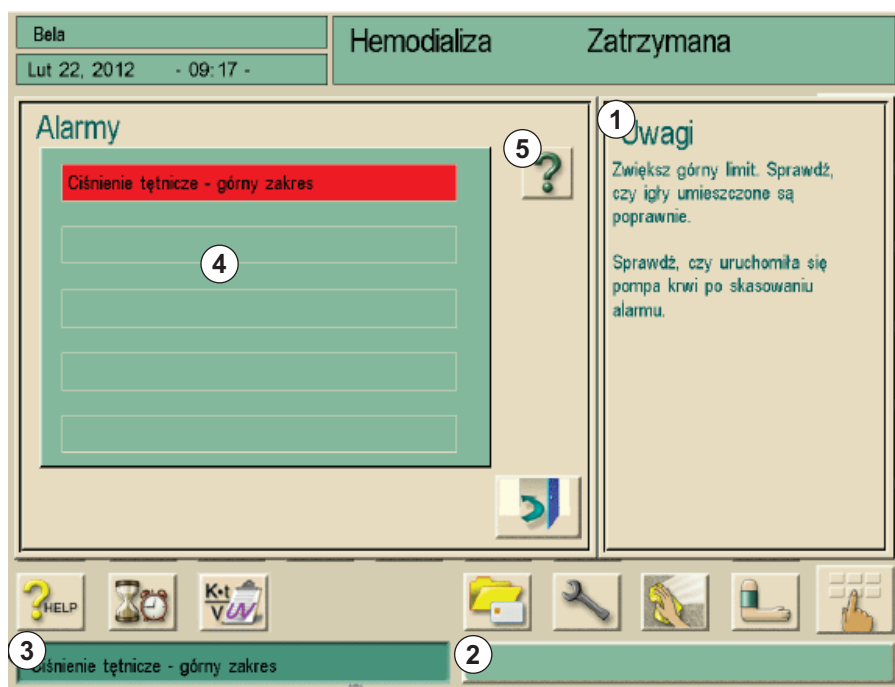 Bela
Lut 22, 2012 - 09:17 -
Hemodializa Zatrzymana
Alarmy
Ciśnienie tętnicze - górny zakres
4
5
?
1
Uwagi
Zwiększ górny limit. Sprawdź,
czy igły umieszczone są
poprawnie.
Sprawdź, czy uruchomiła się
pompa krwi po skasowaniu
alarmu.
?HELP
K•t
V UV
3
Ciśnienie tętnicze - górny zakres
2